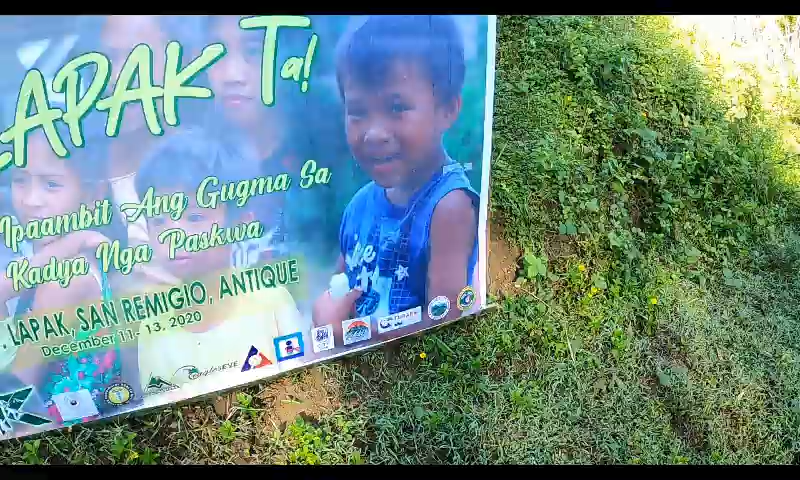 LAPAK Ta!
Ipaambit Ang Gugma Sa
Kadya Nga Paskwa
. LAPAK, SAN REMIGIO, ANTIQUE
December 11- 13, 2020